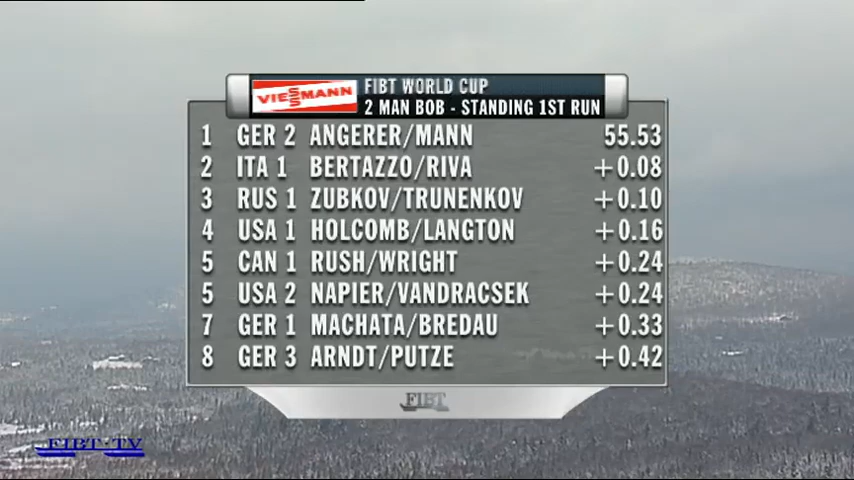 VIESSMANN
FIBT WORLD CUP
2 MAN BOB - STANDING 1ST RUN
1 GER 2 ANGERER/MANN 55.53
2 ITA 1 BERTAZZO/RIVA +0.08
3 RUS 1 ZUBKOV/TRUNENKOV +0.10
4 USA 1 HOLCOMB/LANGTON +0.16
5 CAN 1 RUSH/WRIGHT +0.24
5 USA 2 NAPIER/VANDRACSEK +0.24
7 GER 1 MACHATA/BREDAU +0.33
8 GER 3 ARNDT/PUTZE +0.42
FIBT
FIBT·TV